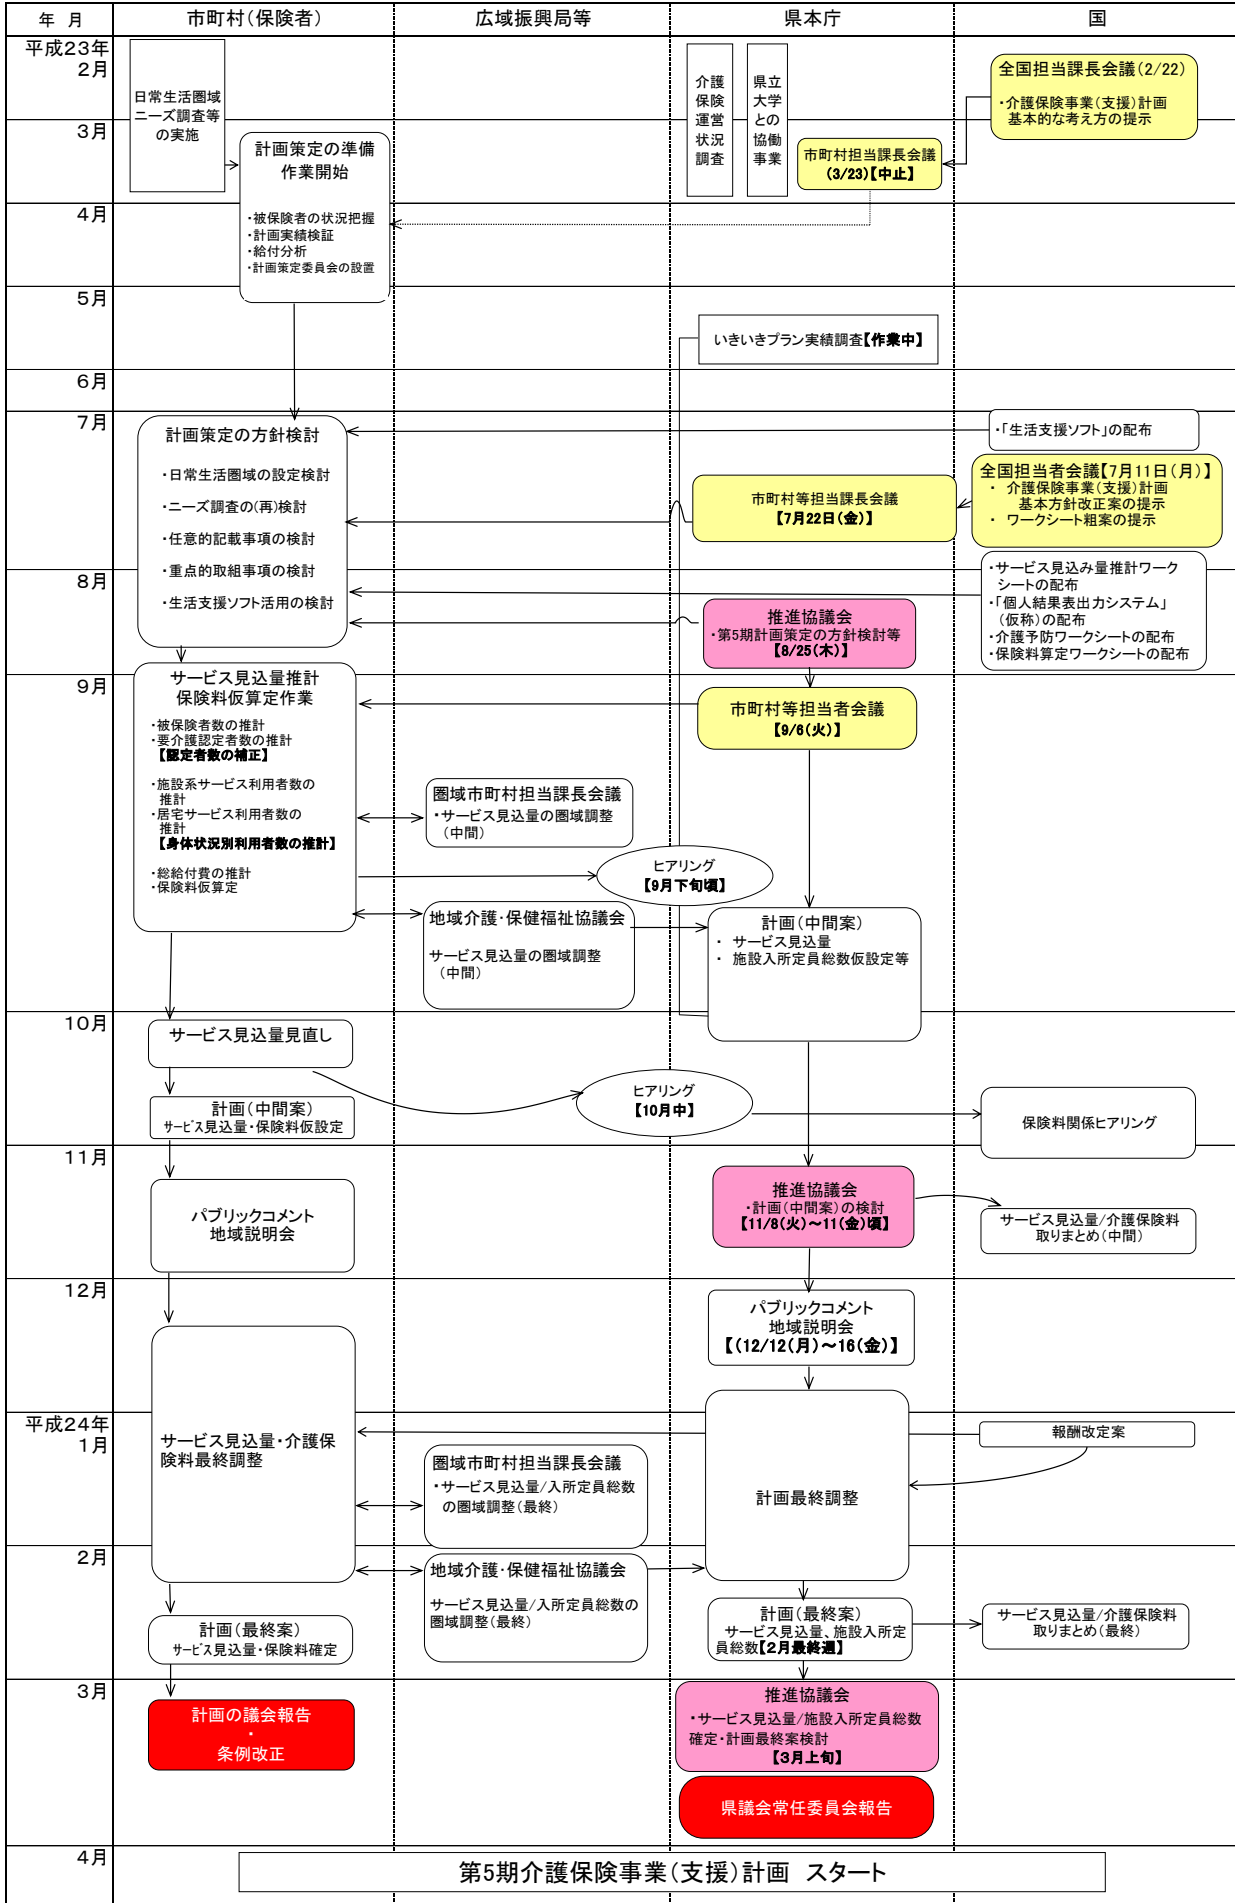 年 月
市町村(保険者)
広域振興局等
県本庁
国
平成23年
2月
日常生活圏域
ニーズ調査等
の実施
介護保険運営状況調査
県立大学との協働事業
全国担当課長会議(2/22)
・介護保険事業(支援)計画
基本的な考え方の提示
3月
計画策定の準備
作業開始
市町村担当課長会議
(3/23)【中止】
4月
・被保険者の状況把握
・計画実績検証
・給付分析
・計画策定委員会の設置
5月
いきいきプラン実績調査【作業中】
6月
7月
計画策定の方針検討
・日常生活圏域の設定検討
・ニーズ調査の(再)検討
・任意的記載事項の検討
・重点的取組事項の検討
・生活支援ソフト活用の検討
市町村等担当課長会議
【7月22日(金)】
・「生活支援ソフト」の配布
全国担当者会議【7月11日(月)】
・ 介護保険事業(支援)計画
基本方針改正案の提示
・ ワークシート粗案の提示
8月
推進協議会
・第5期計画策定の方針検討等
【8/25(木)】
・サービス見込み量推計ワーク
シートの配布
・「個人結果表出力システム」
(仮称)の配布
・介護予防ワークシートの配布
・保険料算定ワークシートの配布
9月
サービス見込量推計
保険料仮算定作業
・被保険者数の推計
・要介護認定者数の推計
【認定者数の補正】
・施設系サービス利用者数の
推計
・居宅サービス利用者数の
推計
【身体状況別利用者数の推計】
・総給付費の推計
・保険料仮算定
市町村等担当者会議
【9/6(火)】
圏域市町村担当課長会議
・サービス見込量の圏域調整
(中間)
ヒアリング
【9月下旬頃】
地域介護・保健福祉協議会
サービス見込量の圏域調整
(中間)
計画(中間案)
・ サービス見込量
・ 施設入所定員総数仮設定等
10月
サービス見込量見直し
計画(中間案)
サービス見込量・保険料仮設定
ヒアリング
【10月中】
保険料関係ヒアリング
11月
パブリックコメント
地域説明会
推進協議会
・計画(中間案)の検討
【11/8(火)～11(金)頃】
サービス見込量/介護保険料
取りまとめ(中間)
12月
パブリックコメント
地域説明会
【(12/12(月)～16(金)】
平成24年
1月
サービス見込量・介護保
険料最終調整
圏域市町村担当課長会議
・サービス見込量/入所定員総数
の圏域調整(最終)
計画最終調整
報酬改定案
2月
地域介護・保健福祉協議会
サービス見込量/入所定員総数の
圏域調整(最終)
計画(最終案)
サービス見込量・保険料確定
計画(最終案)
サービス見込量、施設入所定
員総数【2月最終週】
サービス見込量/介護保険料
取りまとめ(最終)
3月
計画の議会報告
・
条例改正
推進協議会
・サービス見込量/施設入所定員総数
確定・計画最終案検討
【3月上旬】
県議会常任委員会報告
4月
第5期介護保険事業(支援)計画 スタート